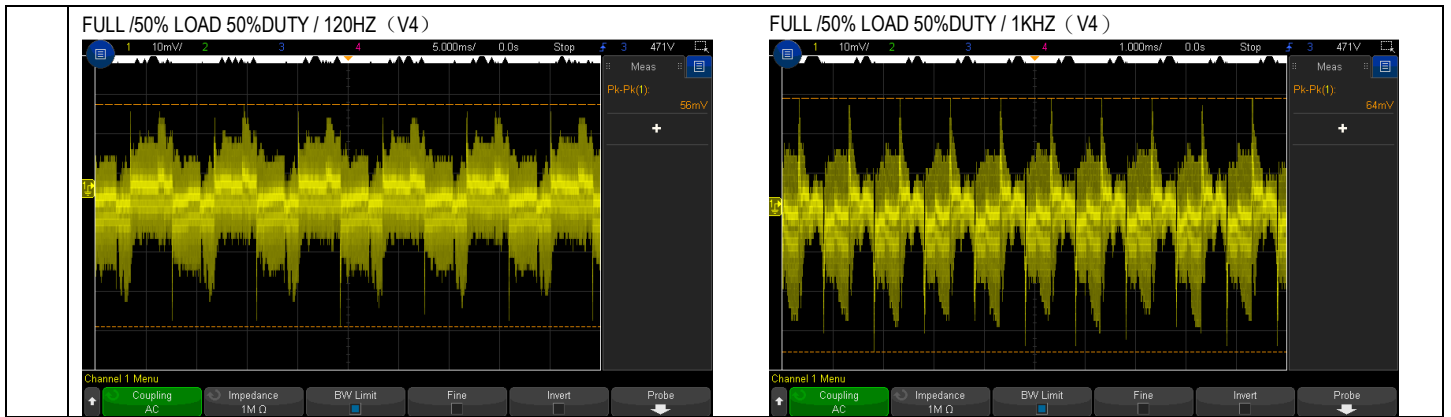 FULL /50% LOAD 50%DUTY / 120HZ（V4）
1 10mV/ 2 3 4 5.000ms/ 0.0s Stop 3 471V
Meas
Pk-Pk(1):
56mV
+
Channel 1 Menu
Coupling
AC
Impedance
1M Ω
BW Limit
Fine
Invert
Probe
FULL /50% LOAD 50%DUTY / 1KHZ（V4 ）
1 10mV/ 2 3 4 1.000ms/ 0.0s Stop 3 471V
Meas
Pk-Pk(1):
64mV
+
Channel 1 Menu
Coupling
AC
Impedance
1M Ω
BW Limit
Fine
Invert
Probe